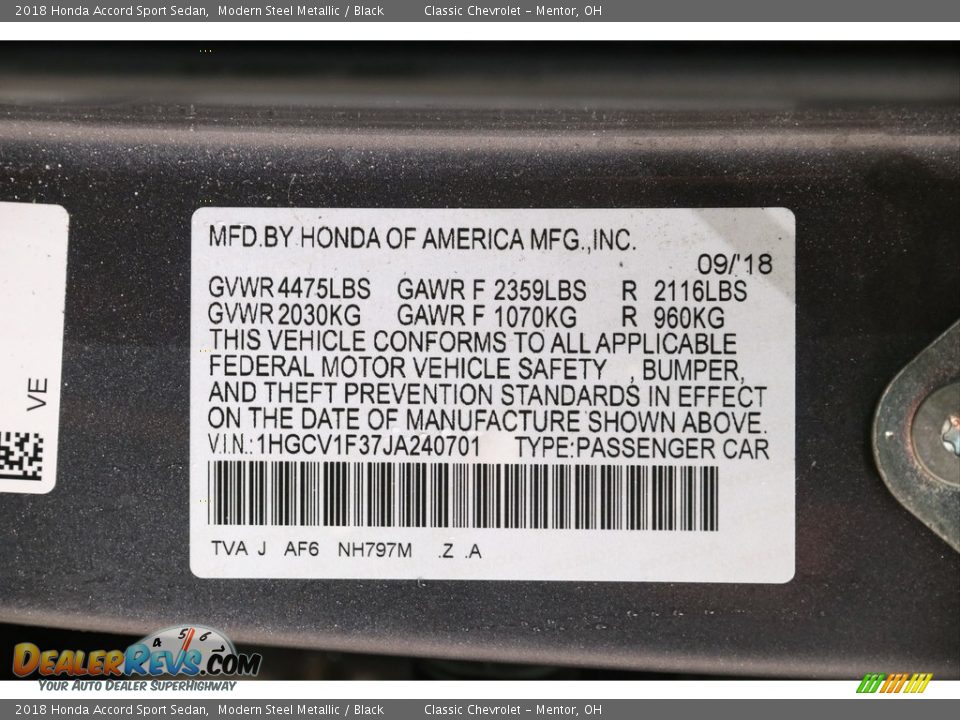 2018 Honda Accord Sport Sedan, Modern Steel Metallic / Black Classic Chevrolet – Mentor, OH
MFD.BY HONDA OF AMERICA MFG.,INC.
09/'18
GVWR 4475LBS GAWR F 2359LBS R 2116LBS
GVWR 2030KG GAWR F 1070KG R 960KG
THIS VEHICLE CONFORMS TO ALL APPLICABLE
FEDERAL MOTOR VEHICLE SAFETY , BUMPER,
AND THEFT PREVENTION STANDARDS IN EFFECT
ON THE DATE OF MANUFACTURE SHOWN ABOVE.
V.I.N.:1HGCV1F37JA240701 TYPE:PASSENGER CAR
TVA J AF6 NH797M .Z .A
VE
4 5 6
DEALERREVS.COM
YOUR AUTO DEALER SUPERHIGHWAY
2018 Honda Accord Sport Sedan, Modern Steel Metallic / Black Classic Chevrolet – Mentor, OH